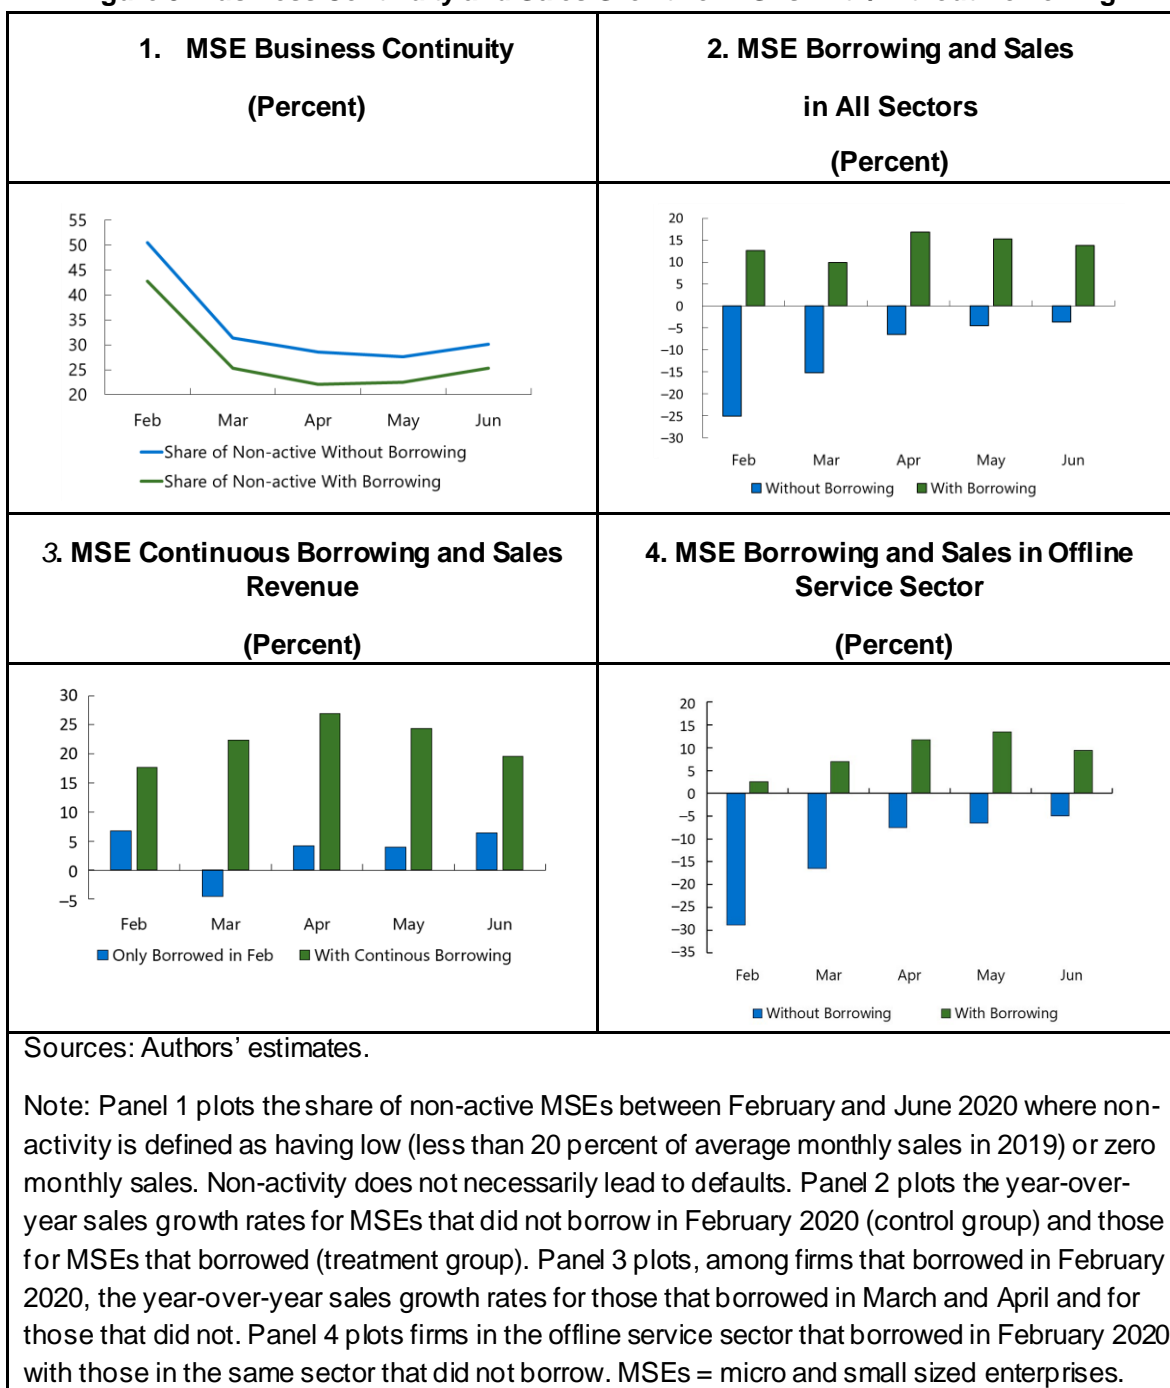 1. MSE Business Continuity
(Percent)
2. MSE Borrowing and Sales
in All Sectors
(Percent)
55
50
45
40
35
30
25
20
Feb Mar Apr May Jun
Share of Non-active Without Borrowing
Share of Non-active With Borrowing
20
15
10
5
0
−5
−10
−15
−20
−25
−30
Feb Mar Apr May Jun
Without Borrowing With Borrowing
3. MSE Continuous Borrowing and Sales
Revenue
(Percent)
4. MSE Borrowing and Sales in Offline
Service Sector
(Percent)
30
25
20
15
10
5
0
−5
Feb Mar Apr May Jun
Only Borrowed in Feb With Continous Borrowing
20
15
10
5
0
−5
−10
−15
−20
−25
−30
−35
Feb Mar Apr May Jun
Without Borrowing With Borrowing
Sources: Authors’ estimates.
Note: Panel 1 plots the share of non-active MSEs between February and June 2020 where non-
activity is defined as having low (less than 20 percent of average monthly sales in 2019) or zero
monthly sales. Non-activity does not necessarily lead to defaults. Panel 2 plots the year-over-
year sales growth rates for MSEs that did not borrow in February 2020 (control group) and those
for MSEs that borrowed (treatment group). Panel 3 plots, among firms that borrowed in February
2020, the year-over-year sales growth rates for those that borrowed in March and April and for
those that did not. Panel 4 plots firms in the offline service sector that borrowed in February 2020
with those in the same sector that did not borrow. MSEs = micro and small sized enterprises.